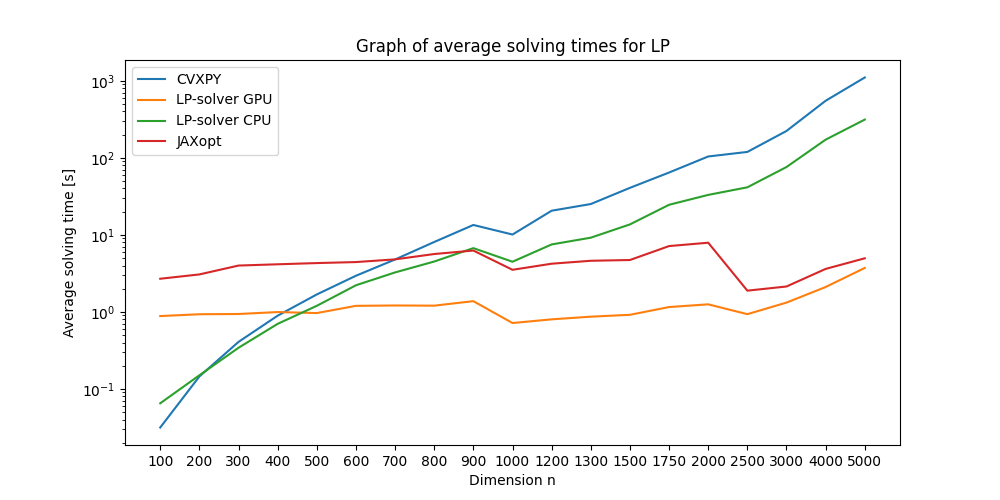 Graph of average solving times for LP
CVXPY
LP-solver GPU
LP-solver CPU
JAXopt
Average solving time [s]
10³
10²
10¹
10⁰
10⁻¹
100 200 300 400 500 600 700 800 900 1000 1200 1300 1500 1750 2000 2500 3000 4000 5000
Dimension n